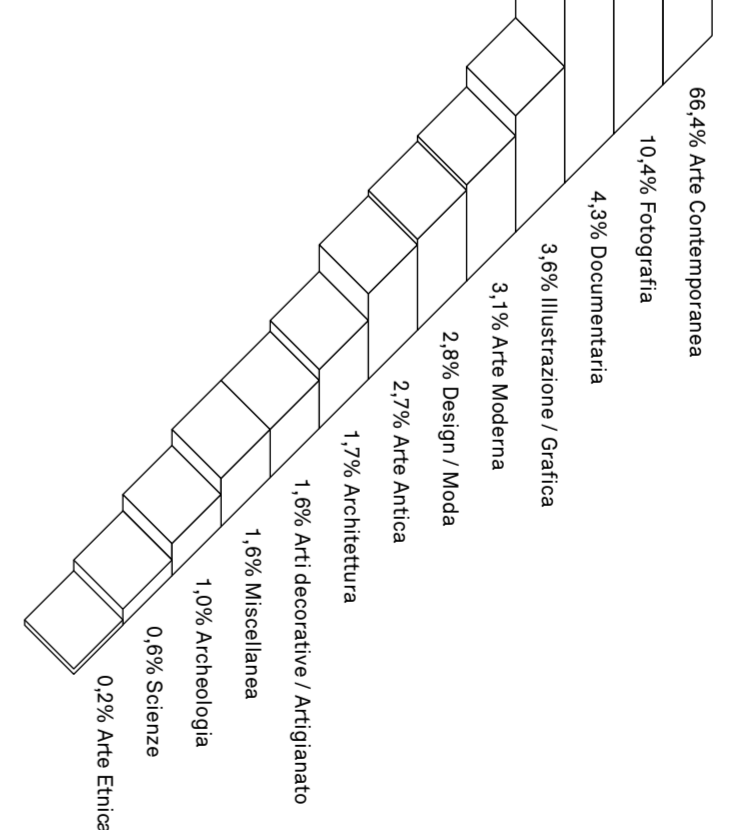 66,4% Arte Contemporanea
10,4% Fotografia
4,3% Documentaria
3,6% Illustrazione / Grafica
3,1% Arte Moderna
2,8% Design / Moda
2,7% Arte Antica
1,7% Architettura
1,6% Arti decorative / Artigianato
1,6% Miscellanea
1,0% Archeologia
0,6% Scienze
0,2% Arte Etnica